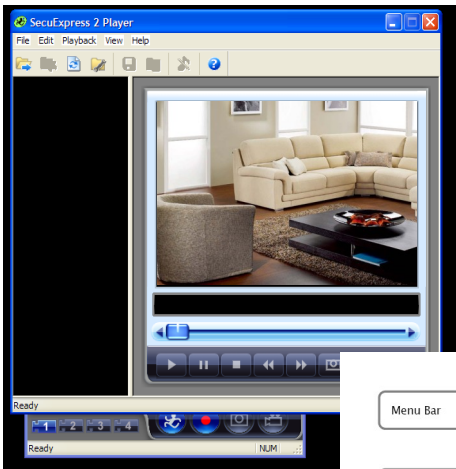 SecuExpress 2 Player
File Edit Playback View Help
Ready
Menu Bar
1 2 3 4
Ready NUM